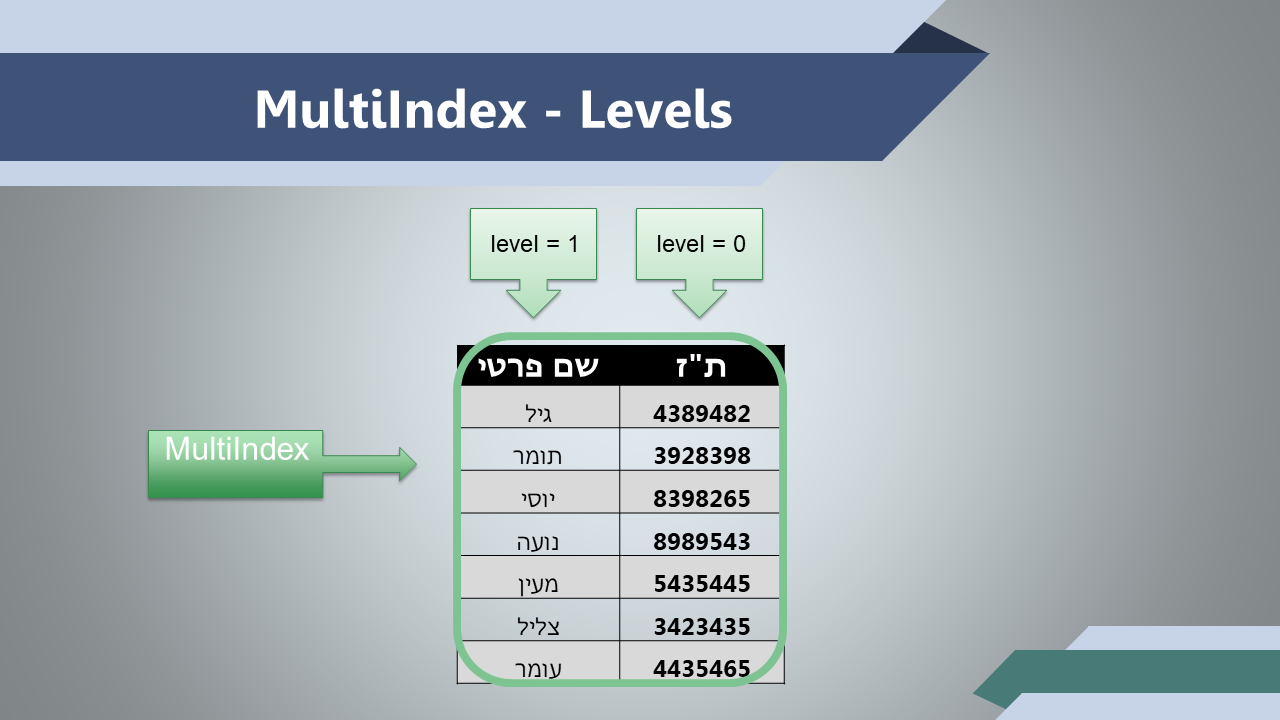 MultiIndex - Levels
level = 1
level = 0
MultiIndex
ת"ז שם פרטי
4389482 גיל
3928398 תומר
8398265 יוסי
8989543 נועה
5435445 מעין
3423435 צליל
4435465 עומר